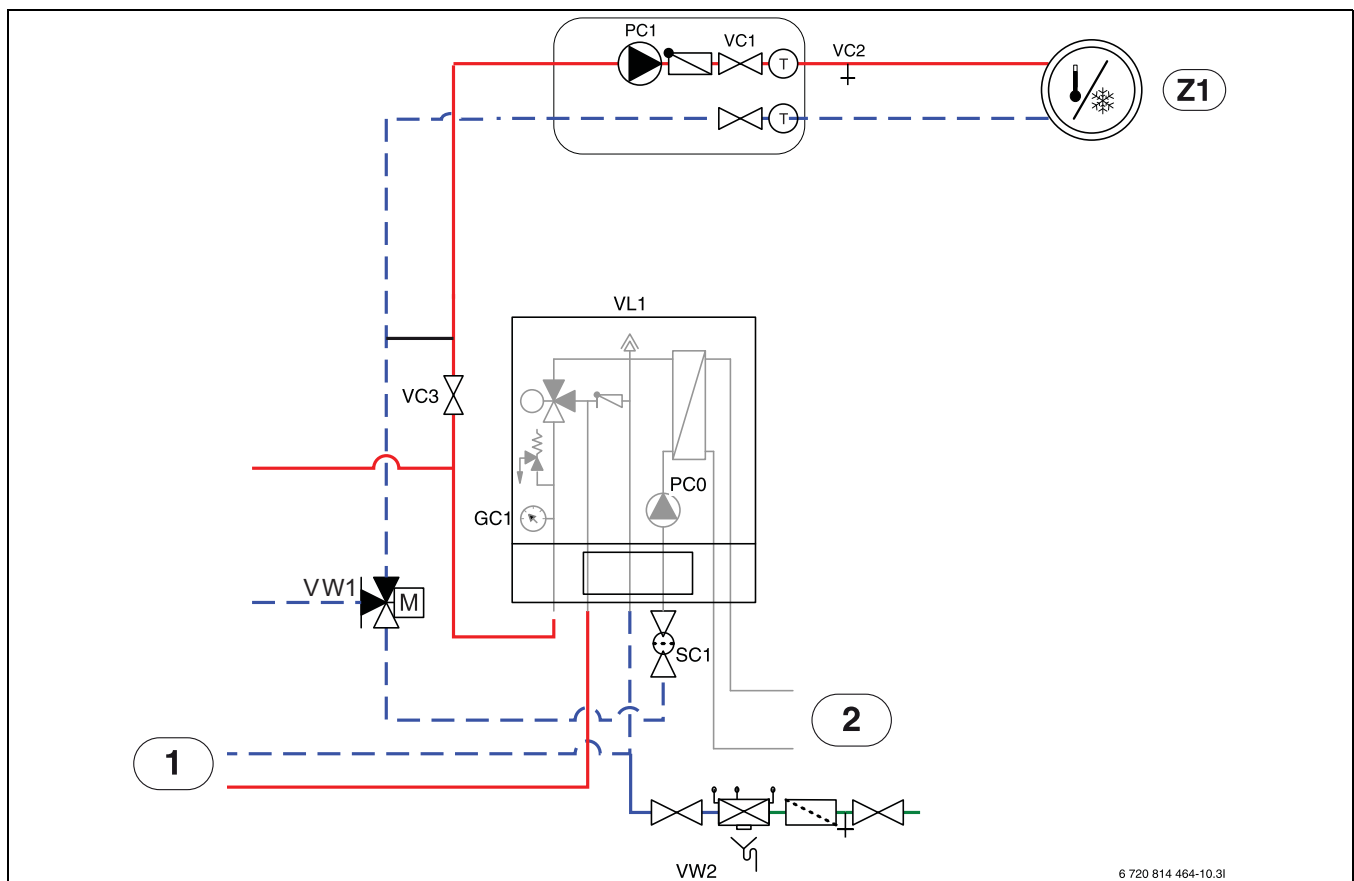 PC1
VC1
VC2
T
Z1
T
VL1
VC3
PC0
GC1
VW1
M
SC1
2
1
VW2
6 720 814 464-10.3I